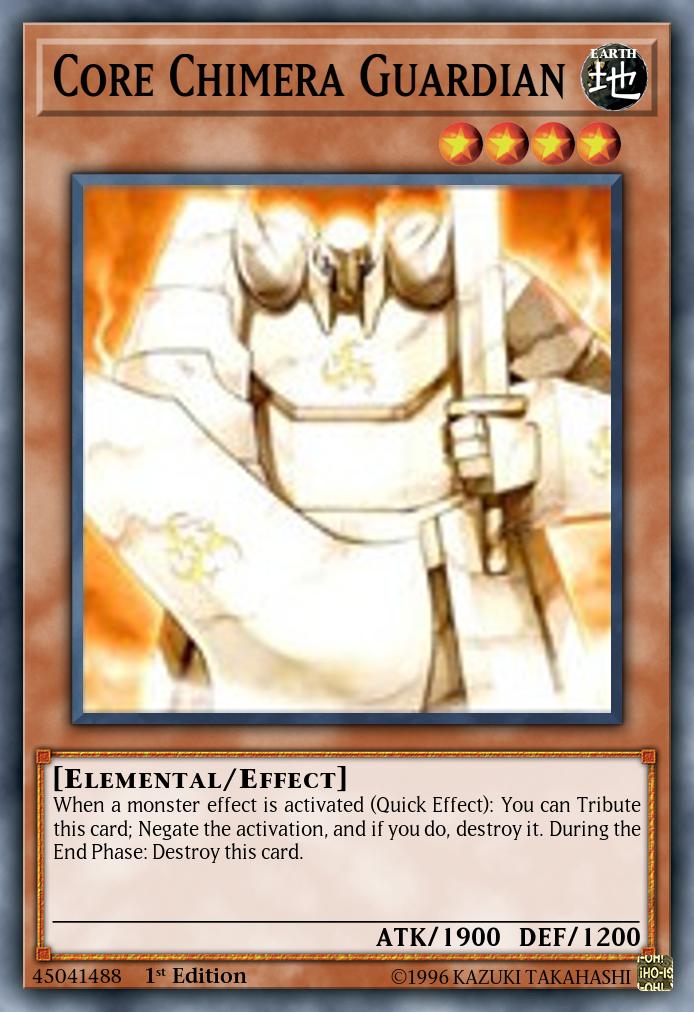 Core Chimera Guardian
EARTH
地
[Elemental/Effect]
When a monster effect is activated (Quick Effect): You can Tribute
this card; Negate the activation, and if you do, destroy it. During the
End Phase: Destroy this card.
ATK/1900 DEF/1200
45041488 1st Edition ©1996 KAZUKI TAKAHASHI